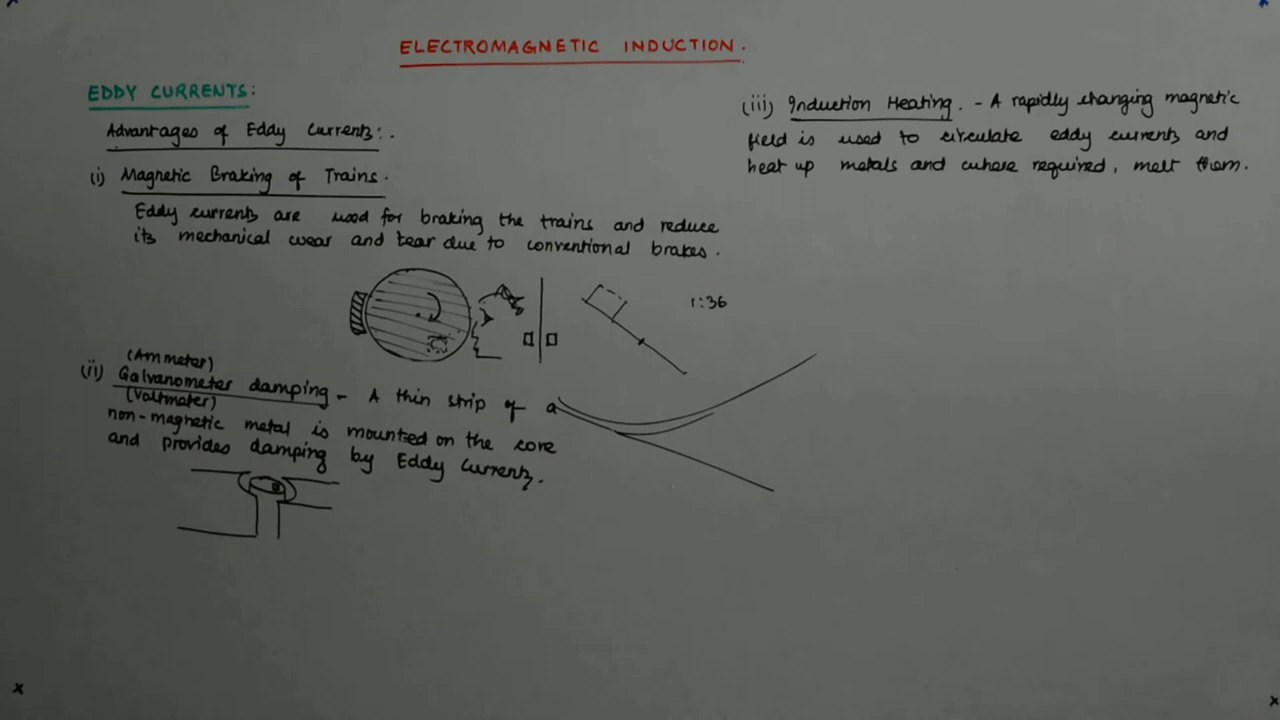 ELECTROMAGNETIC INDUCTION.
EDDY CURRENTS:
Advantages of Eddy Currents:.
(i) Magnetic Braking of Trains.
Eddy currents are used for braking the trains and reduce
its mechanical wear and tear due to conventional brakes.
1:36
(Ammeter)
(ii) Galvanometer damping - A thin strip of a
(Voltmeter)
non-magnetic metal is mounted on the core
and provides damping by Eddy Currents.
(iii) Induction Heating. - A rapidly changing magnetic
field is used to circulate eddy currents and
heat up metals and where required, melt them.